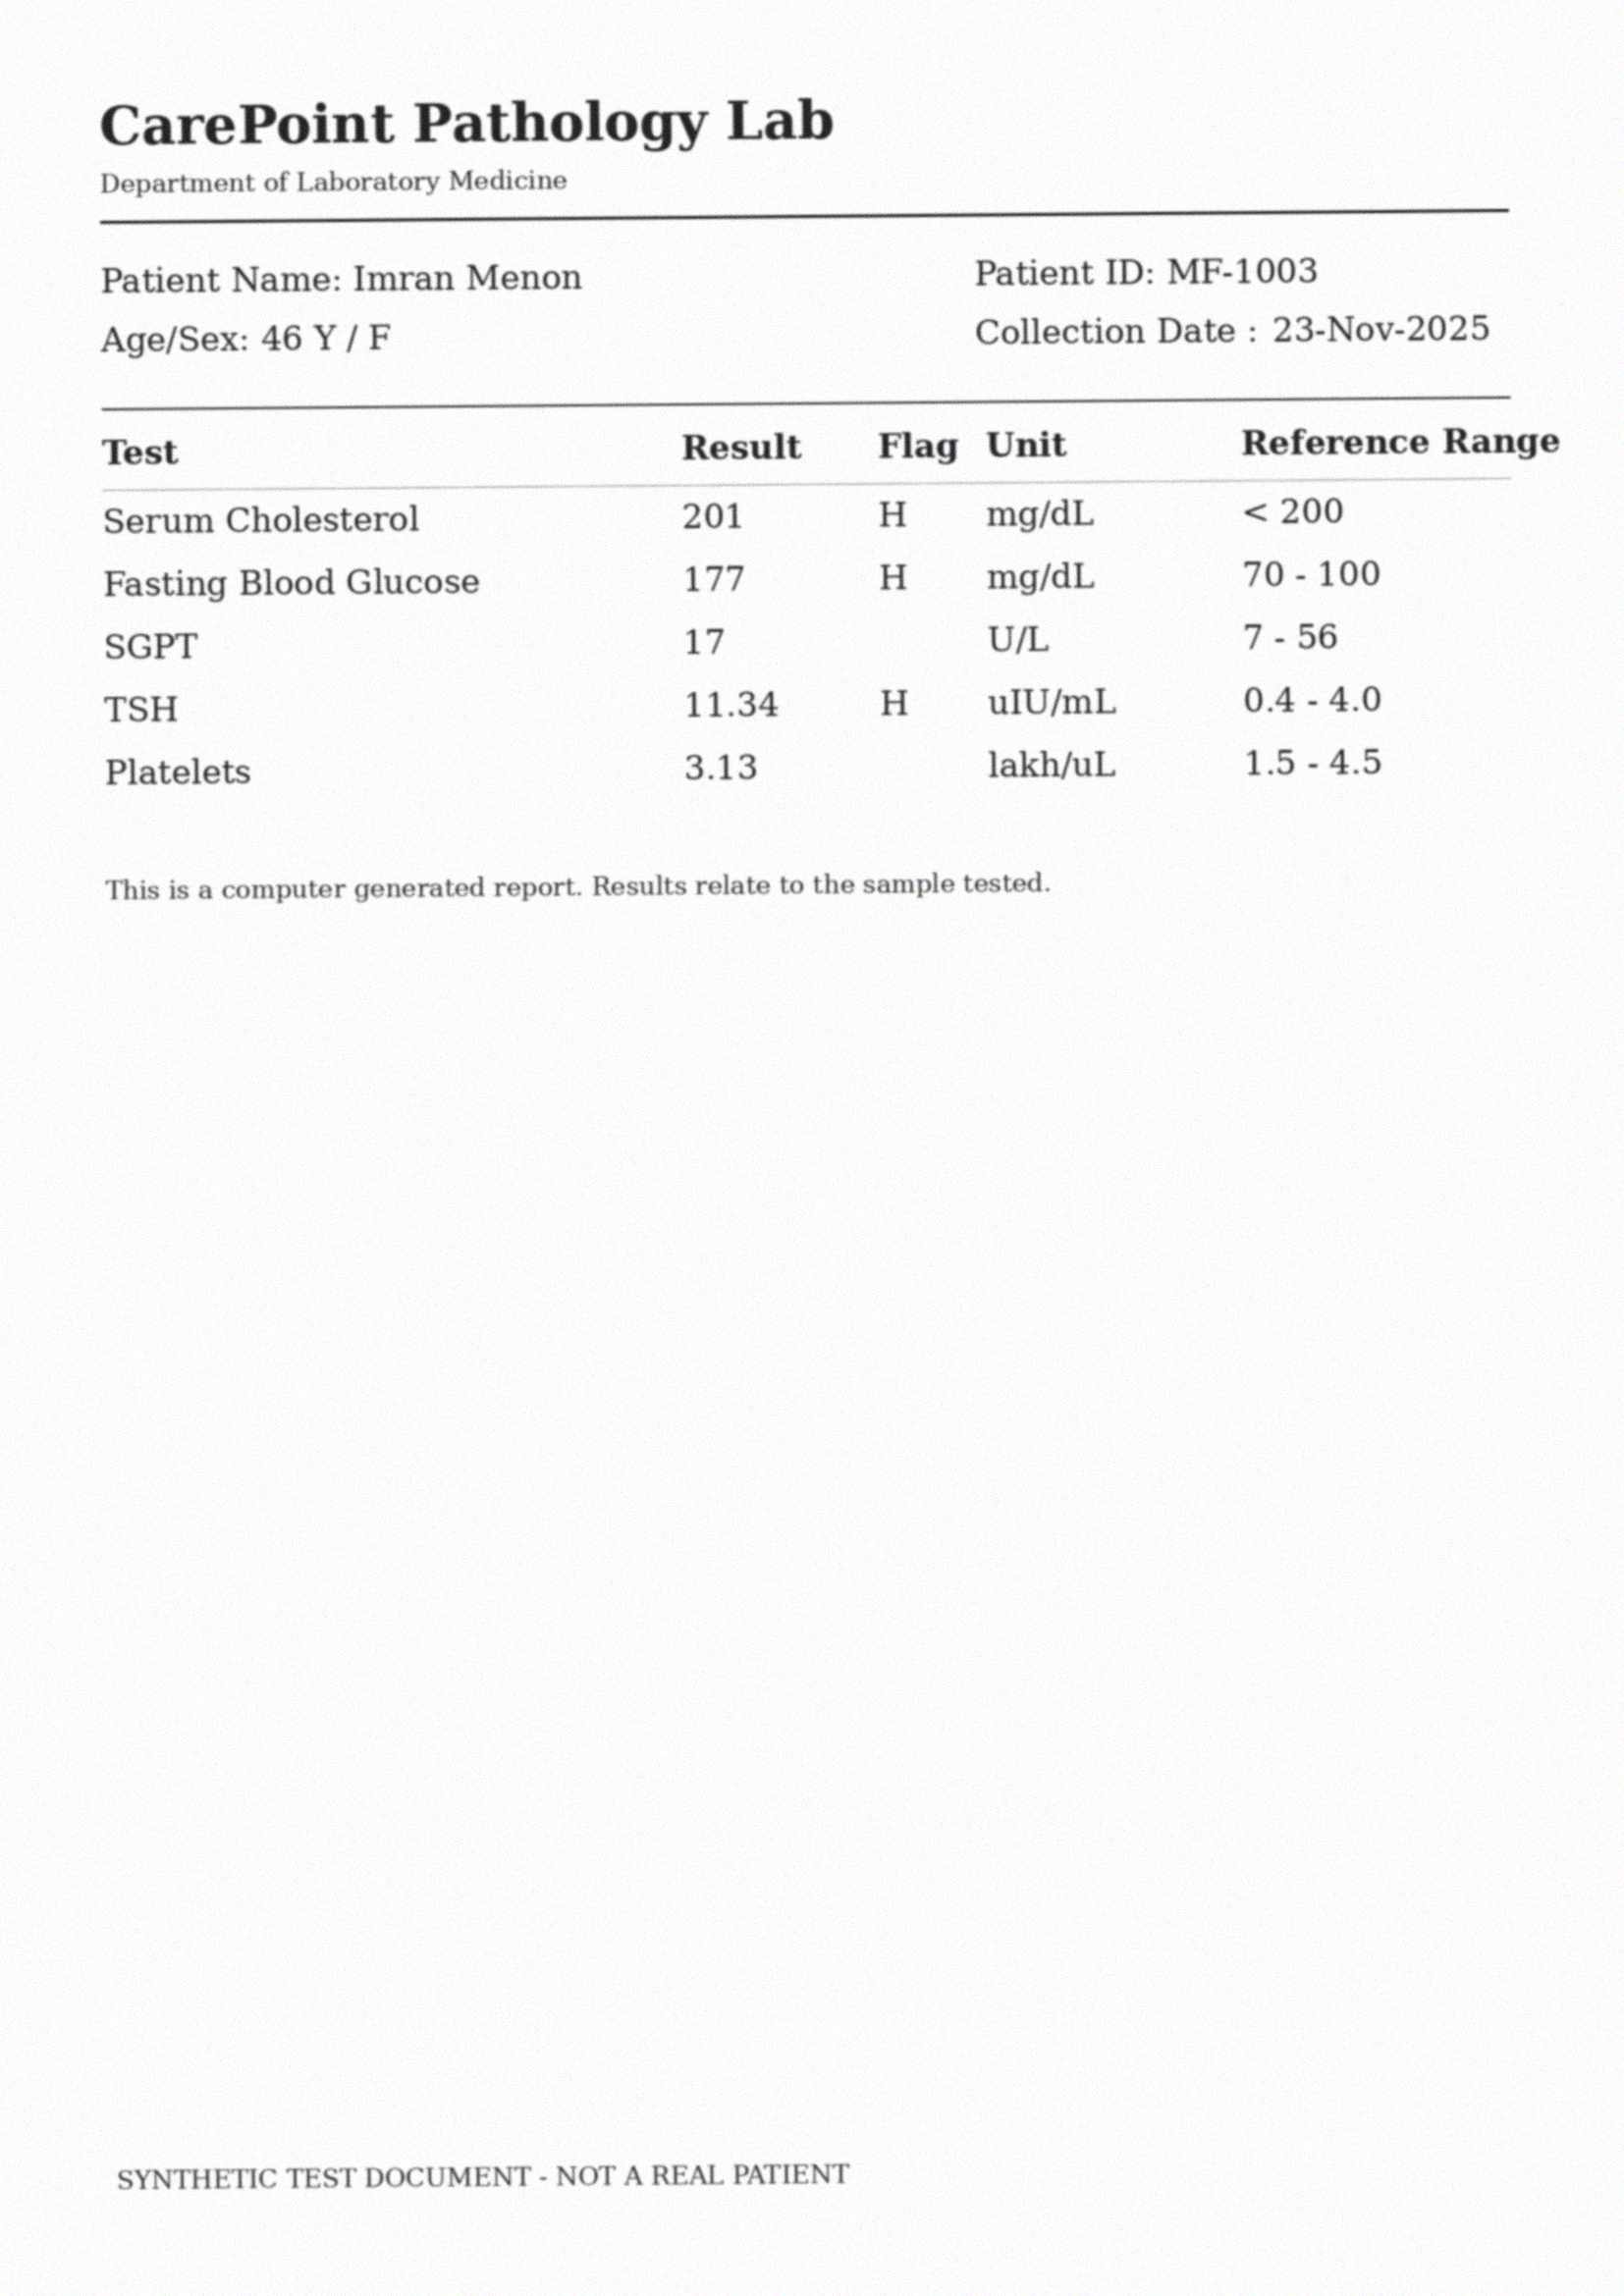 CarePoint Pathology Lab
Department of Laboratory Medicine
Patient Name: Imran Menon Patient ID: MF-1003
Age/Sex: 46 Y / F Collection Date : 23-Nov-2025
Test Result Flag Unit Reference Range
Serum Cholesterol 201 H mg/dL < 200
Fasting Blood Glucose 177 H mg/dL 70 - 100
SGPT 17 U/L 7 - 56
TSH 11.34 H uIU/mL 0.4 - 4.0
Platelets 3.13 lakh/uL 1.5 - 4.5
This is a computer generated report. Results relate to the sample tested.
SYNTHETIC TEST DOCUMENT - NOT A REAL PATIENT